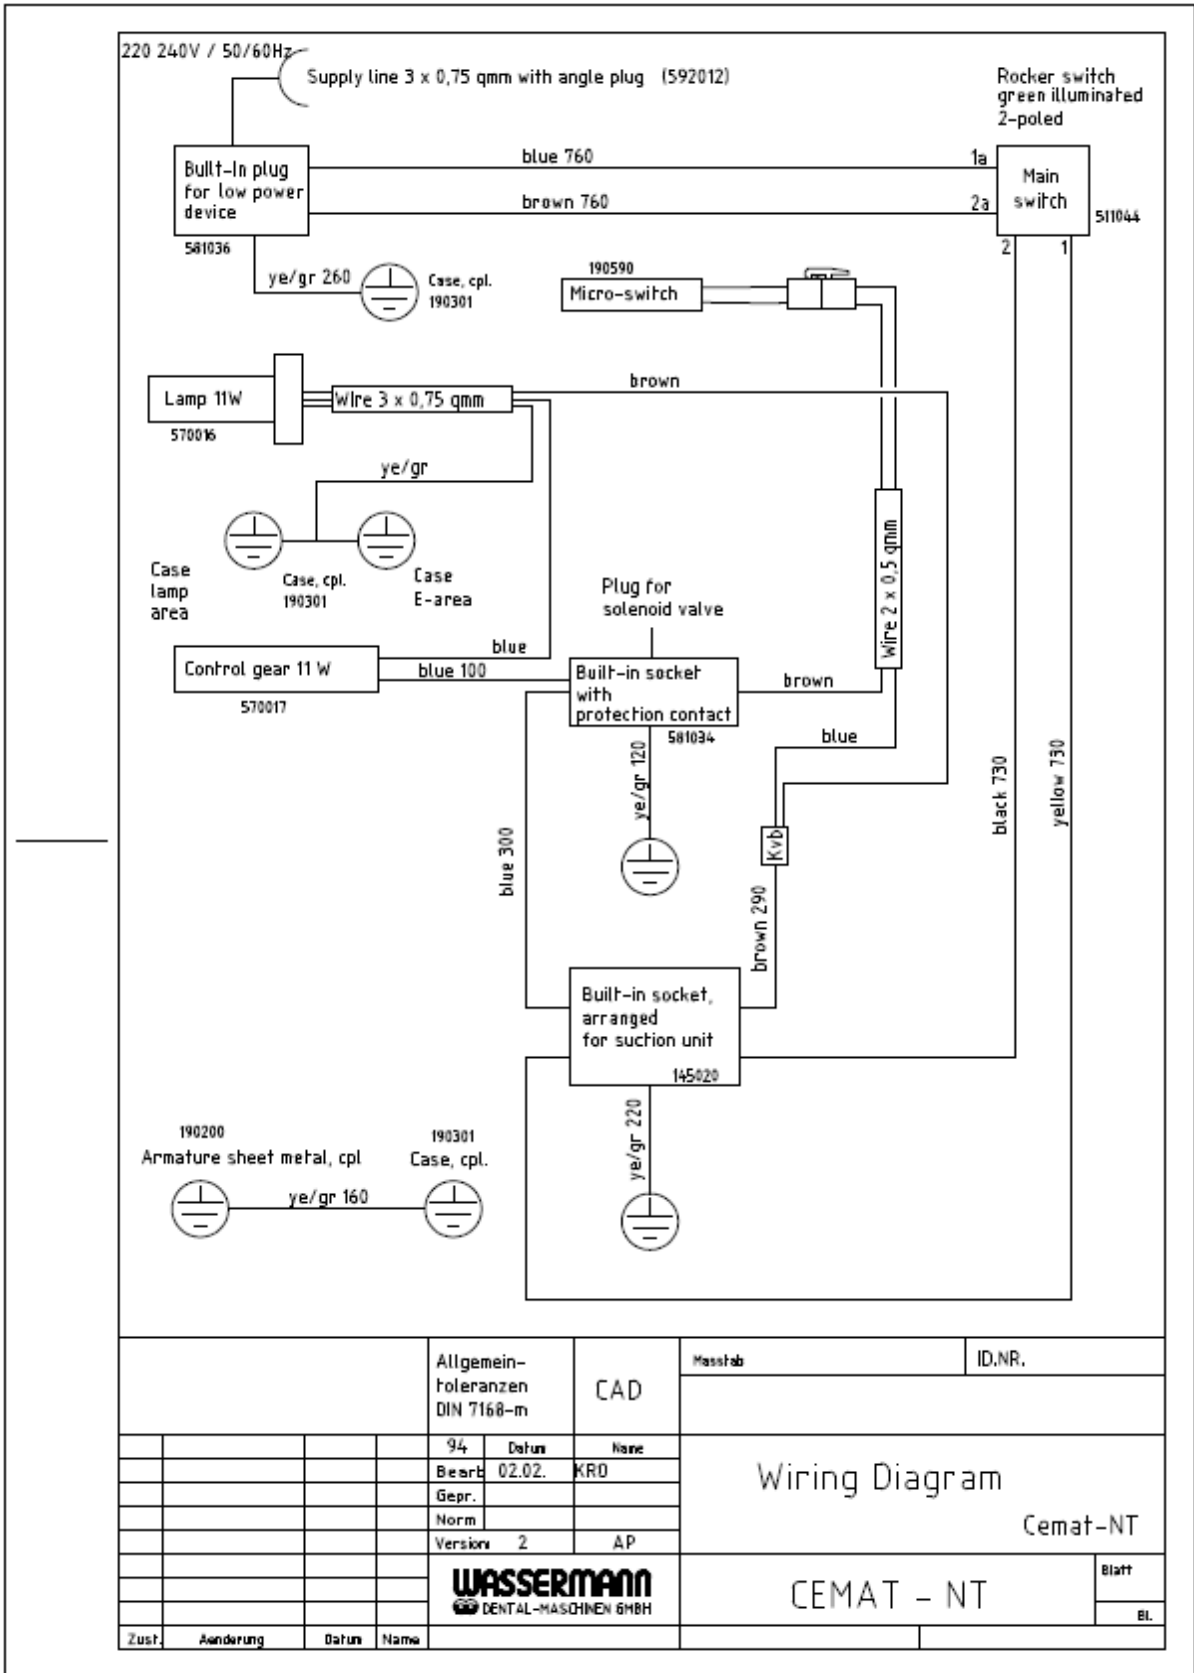 220 240V / 50/60Hz
Supply line 3 x 0,75 qmm with angle plug (592012)
Rocker switch
green illuminated
2-poled
Built-In plug
for low power
device
581036
blue 760
brown 760
1a
2a
Main
switch
511044
2
1
ye/gr 260
Case, cpl.
190301
190590
Micro-switch
Lamp 11W
570016
WIre 3 x 0,75 qmm
brown
ye/gr
Case
lamp
area
Case, cpl.
190301
Case
E-area
Wire 2 x 0,5 qmm
Plug for
solenoid valve
Control gear 11 W
570017
blue
blue 100
Built-in socket
with
protection contact
581034
brown
blue
ye/gr 120
black 730
yellow 730
blue 300
Kvb
brown 290
Built-in socket,
arranged
for suction unit
145020
ye/gr 220
190200
Armature sheet metal, cpl
190301
Case, cpl.
ye/gr 160
Allgemein-
toleranzen
DIN 7168-m
CAD
Masstab
ID.NR.
94
Datum
Name
Bearb
02.02.
KRO
Gepr.
Norm
Version
2
AP
Wiring Diagram
Cemat-NT
WASSERMANN
DENTAL-MASCHINEN GMBH
CEMAT - NT
Blatt
Bl.
Zust.
Aenderung
Datum
Name